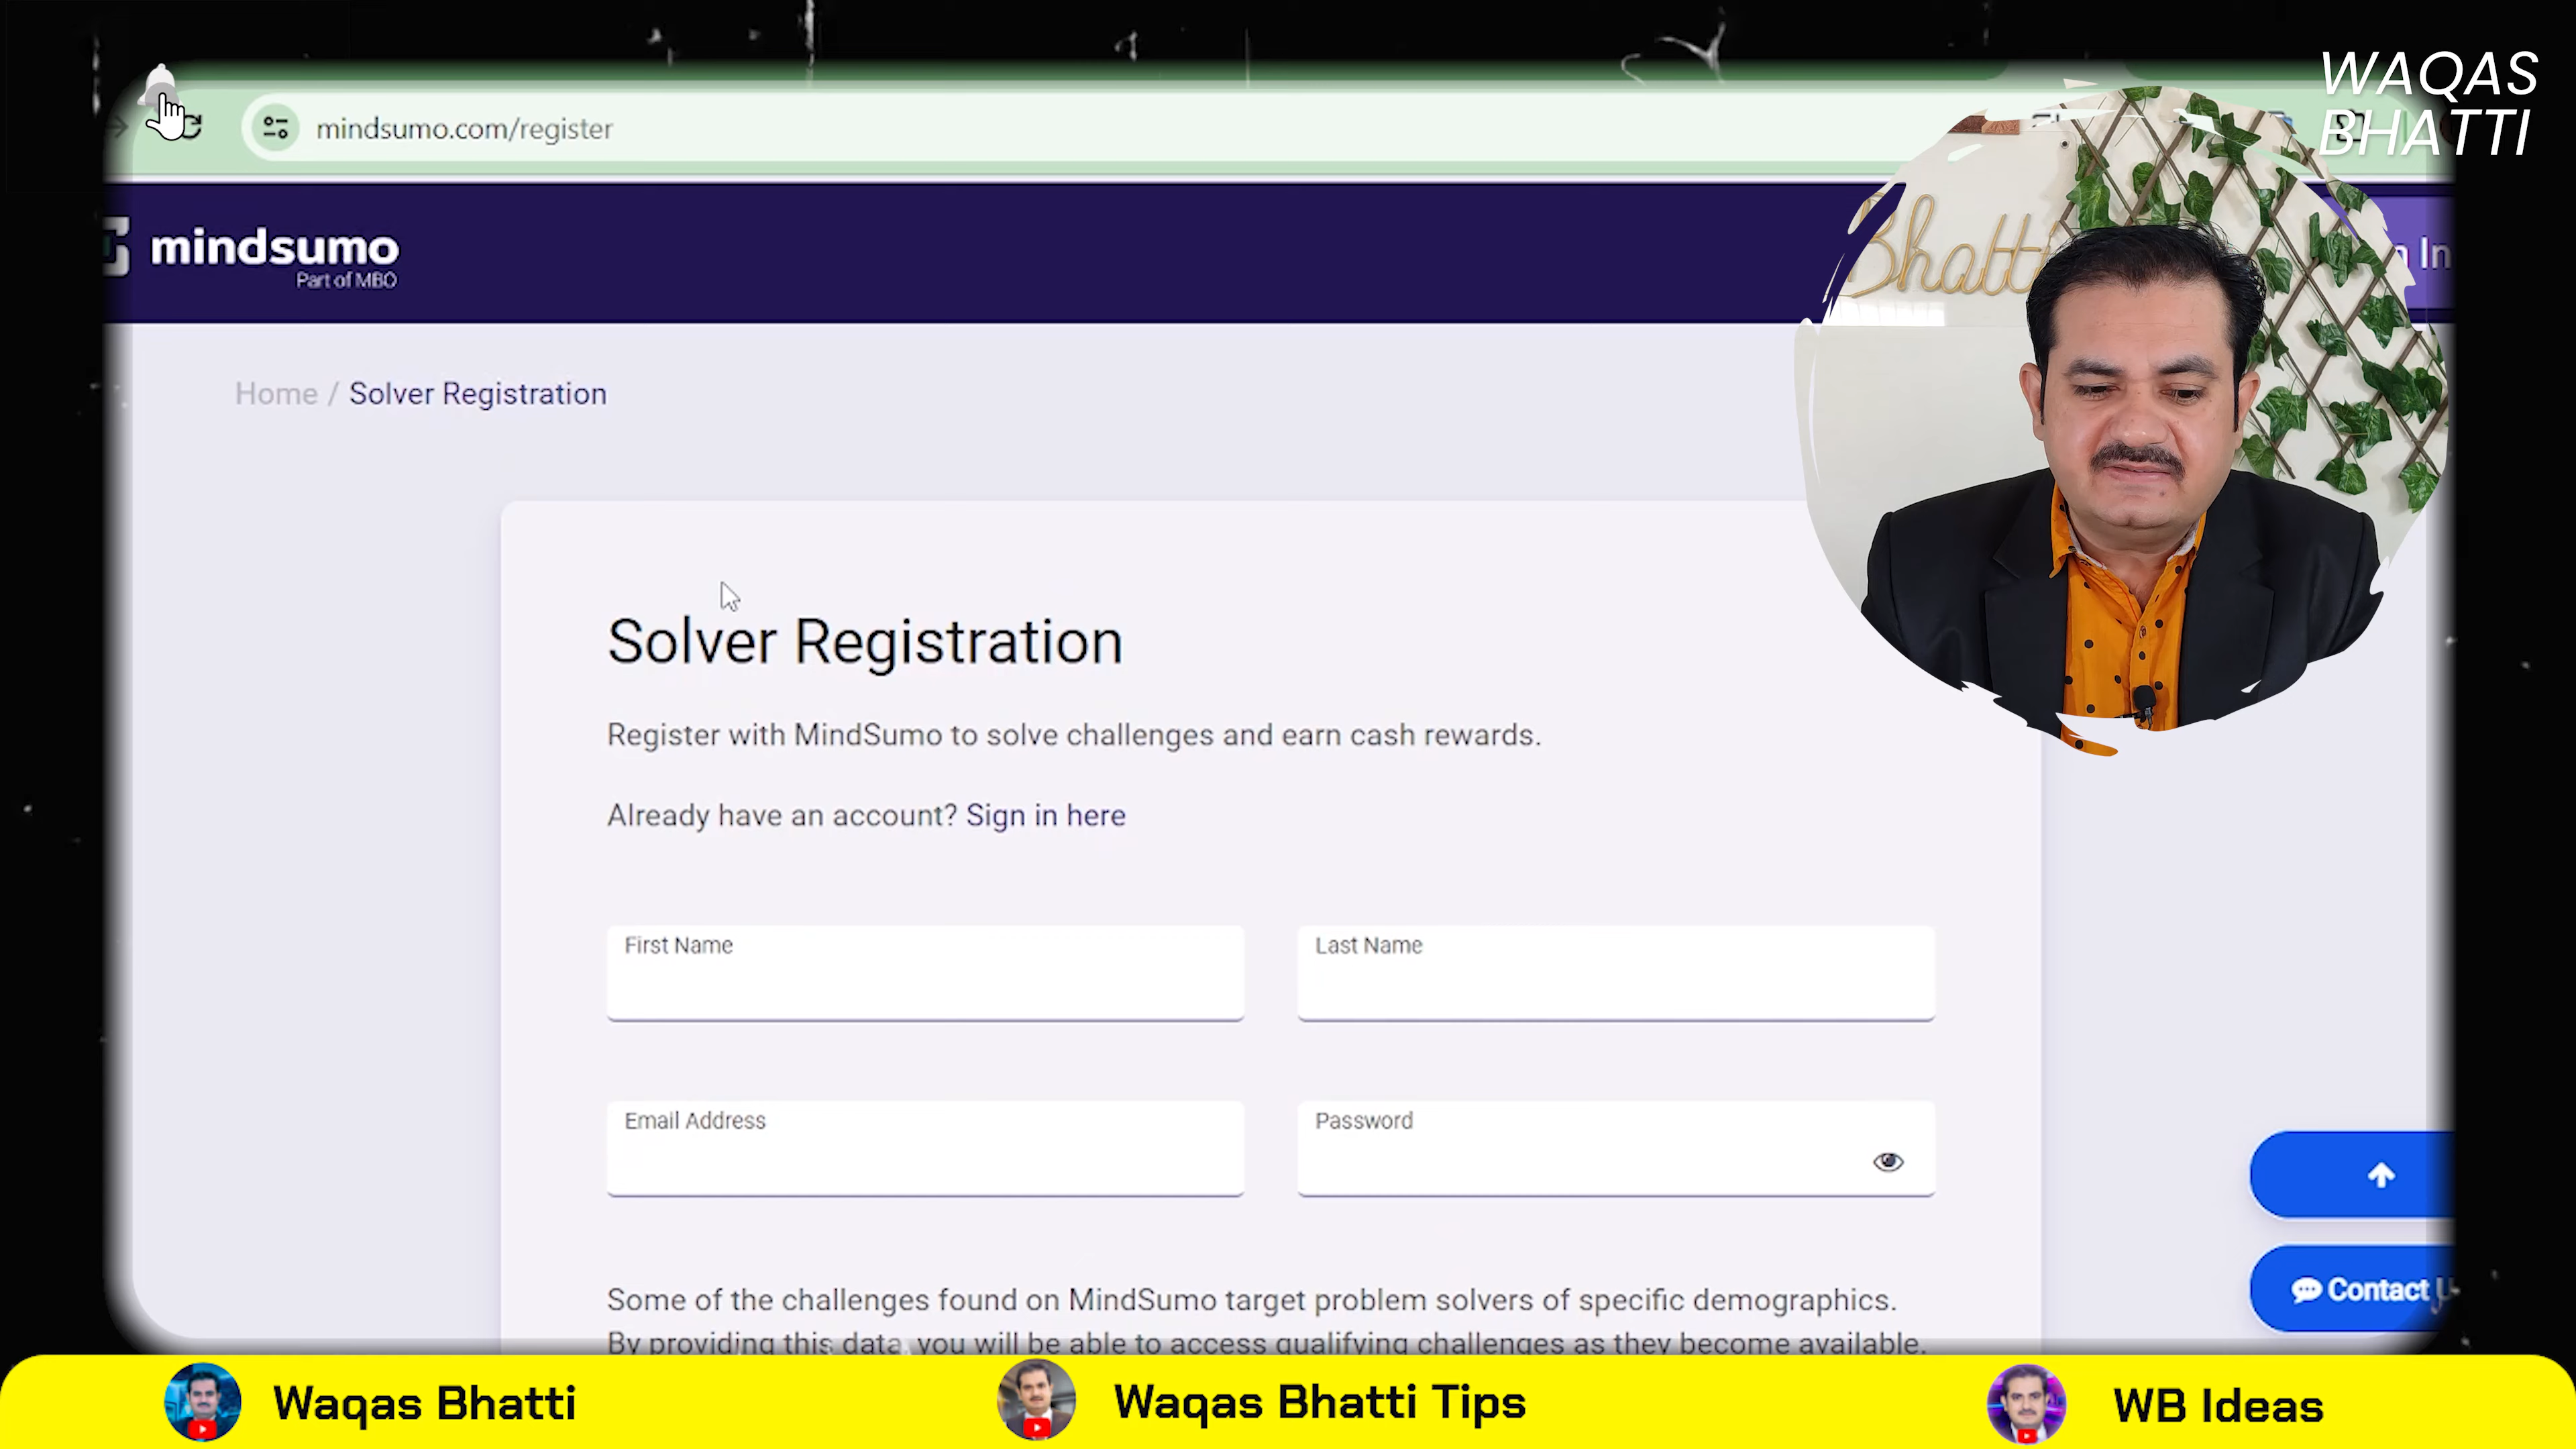 WAQAS
BHATTI
mindsumo.com/register
mindsumo
Part of MBO
Bhatti
In
Home / Solver Registration
Solver Registration
Register with MindSumo to solve challenges and earn cash rewards.
Already have an account? Sign in here
First Name
Last Name
Email Address
Password
Contact
Some of the challenges found on MindSumo target problem solvers of specific demographics.
By providing this data, you will be able to access qualifying challenges as they become available.
Waqas Bhatti
Waqas Bhatti Tips
WB Ideas